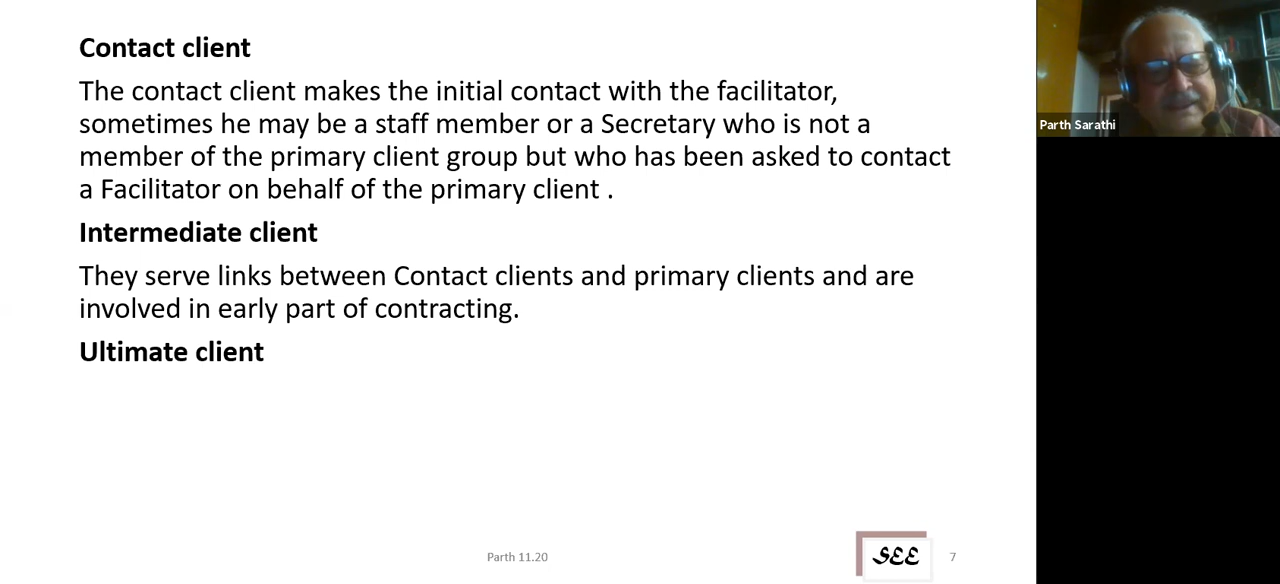 Contact client
The contact client makes the initial contact with the facilitator,
sometimes he may be a staff member or a Secretary who is not a
member of the primary client group but who has been asked to contact
a Facilitator on behalf of the primary client .
Intermediate client
They serve links between Contact clients and primary clients and are
involved in early part of contracting.
Ultimate client
Parth 11.20
SEE
7
Parth Sarathi